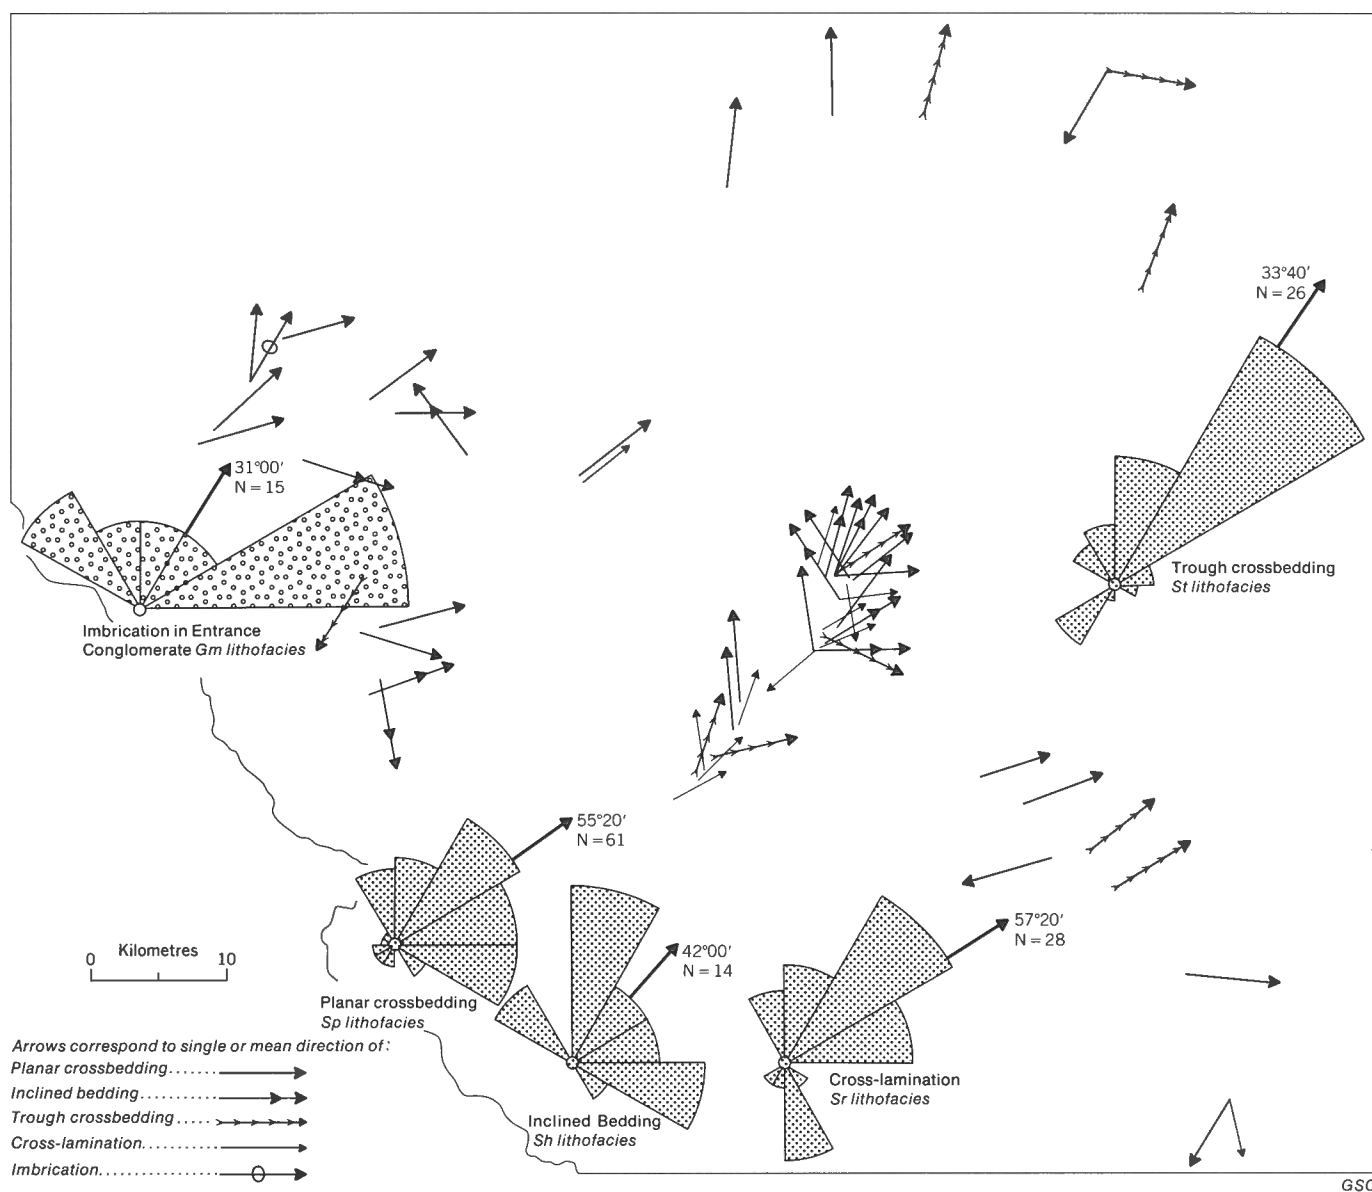 33°40′
N = 26
31°00′
N = 15
Trough crossbedding
St lithofacies
Imbrication in Entrance
Conglomerate Gm lithofacies
55°20′
N = 61
57°20′
N = 28
42°00′
N = 14
Kilometres
0 10
Planar crossbedding
Sp lithofacies
Cross-lamination
Sr lithofacies
Inclined Bedding
Sh lithofacies
Arrows correspond to single or mean direction of:
Planar crossbedding
Inclined bedding
Trough crossbedding
Cross-lamination
Imbrication
GSC